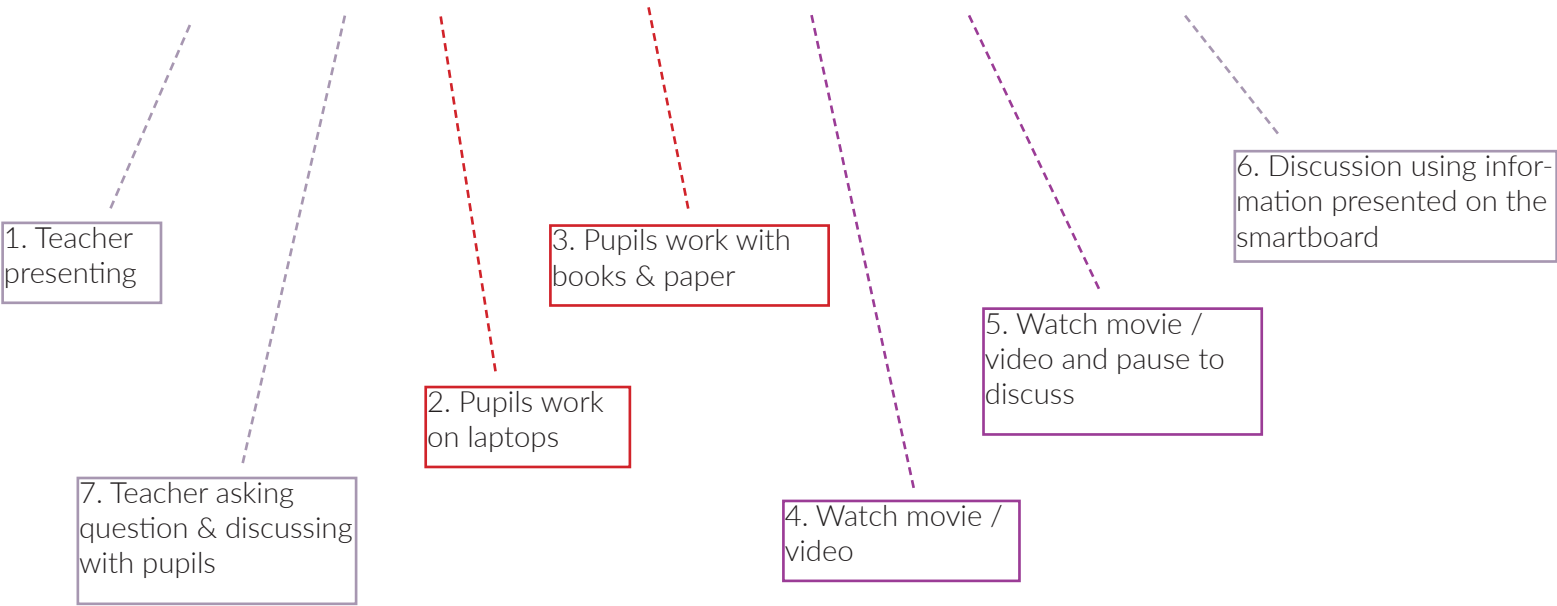 1. Teacher
presenting
7. Teacher asking
question & discussing
with pupils
2. Pupils work
on laptops
3. Pupils work with
books & paper
4. Watch movie /
video
5. Watch movie /
video and pause to
discuss
6. Discussion using infor-
mation presented on the
smartboard